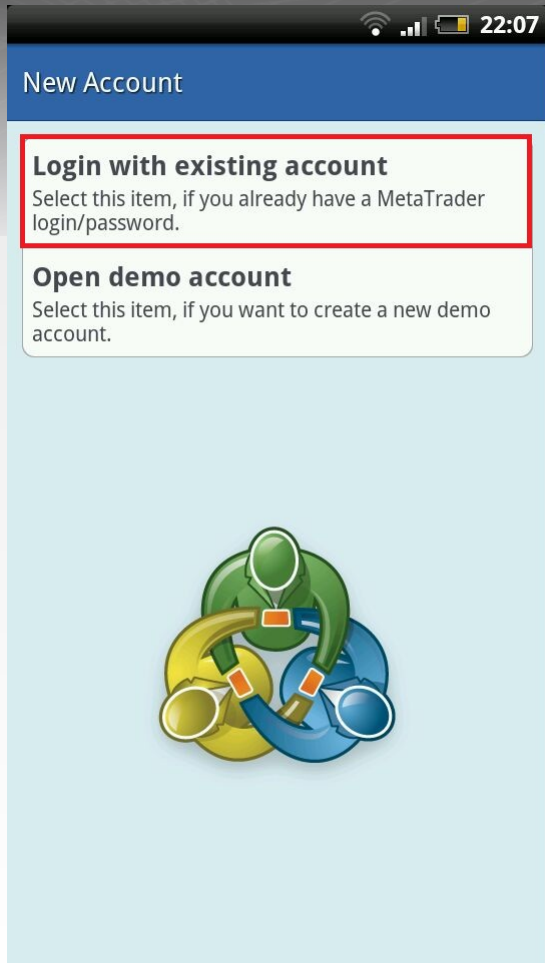 22:07
New Account
Login with existing account
Select this item, if you already have a MetaTrader
login/password.
Open demo account
Select this item, if you want to create a new demo
account.